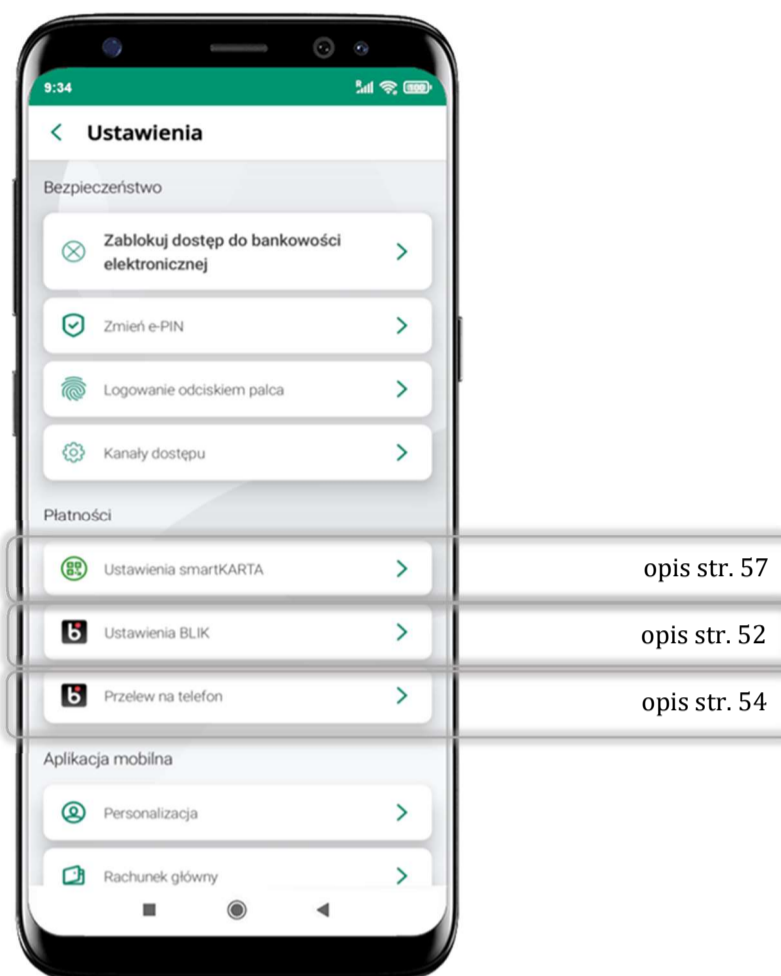 9:34
Ustawienia
Bezpieczeństwo
Zablokuj dostęp do bankowości
elektronicznej
Zmień e-PIN
Logowanie odciskiem palca
Kanały dostępu
Płatności
Ustawienia smartKARTA
opis str. 57
Ustawienia BLIK
opis str. 52
Przelew na telefon
opis str. 54
Aplikacja mobilna
Personalizacja
Rachunek główny